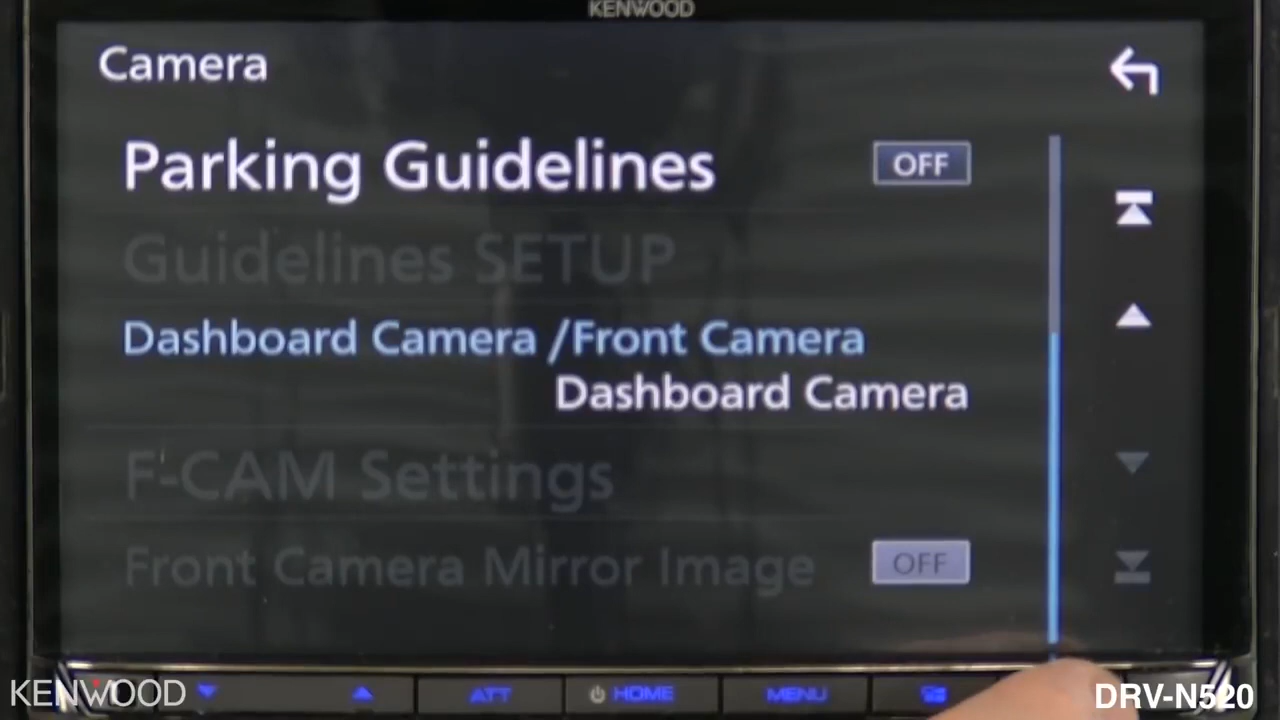 KENWOOD
Camera
Parking Guidelines OFF
Guidelines SETUP
Dashboard Camera /Front Camera
Dashboard Camera
F-CAM Settings
Front Camera Mirror Image OFF
KENWOOD ATT HOME MENU DRV-N520